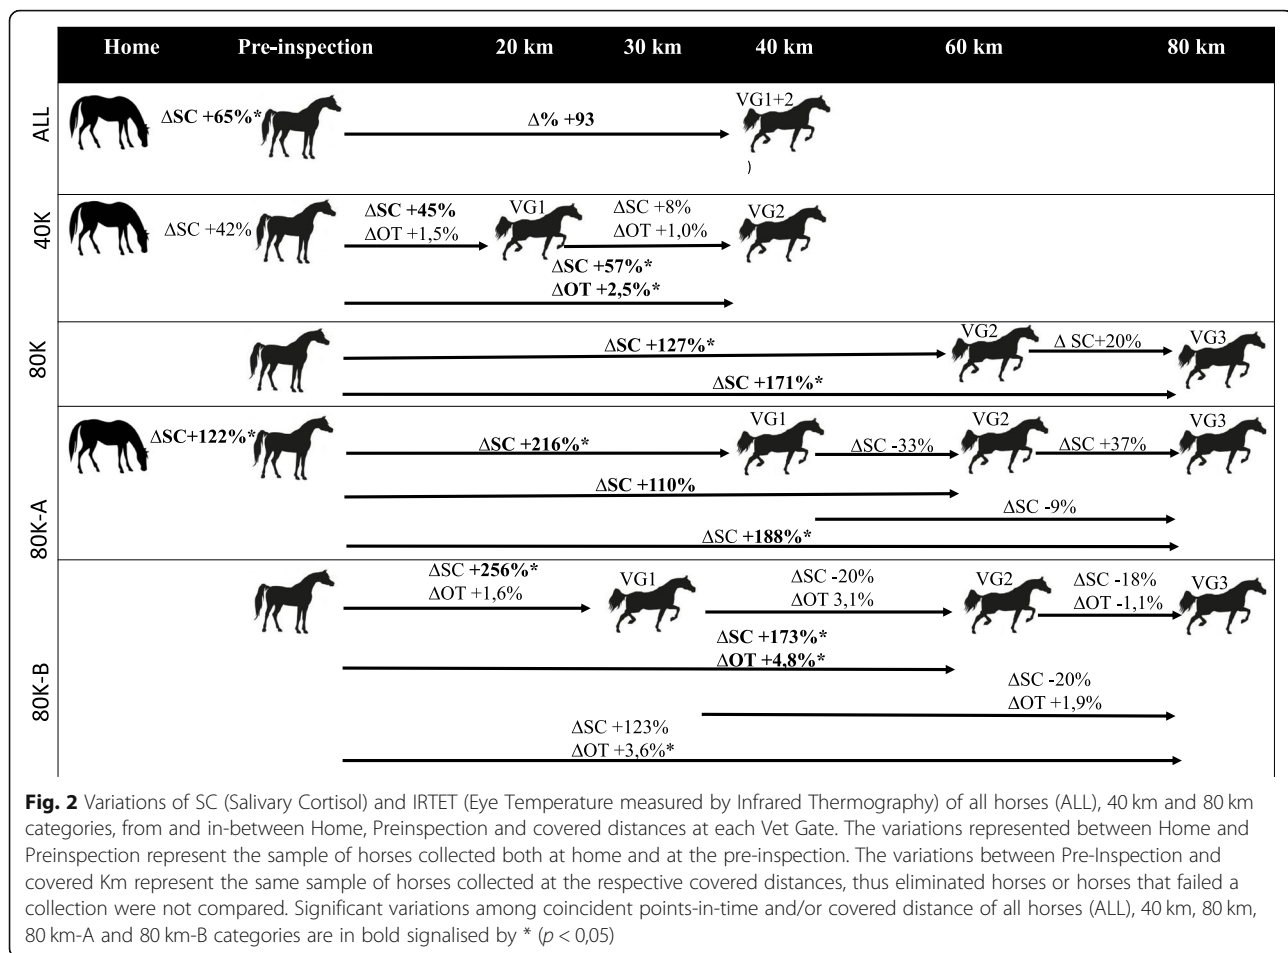 Home Pre-inspection 20 km 30 km 40 km 60 km 80 km
ALL
ΔSC +65%*
Δ% +93
VG1+2
)
40K
ΔSC +42%
ΔSC +45%
ΔOT +1,5%
VG1
ΔSC +8%
ΔOT +1,0%
VG2
ΔSC +57%*
ΔOT +2,5%*
80K
ΔSC +127%*
VG2
Δ SC+20%
VG3
ΔSC +171%*
80K-A
ΔSC+122%*
ΔSC +216%*
VG1
ΔSC -33%
VG2
ΔSC +37%
VG3
ΔSC +110%
ΔSC -9%
ΔSC +188%*
80K-B
ΔSC +256%*
ΔOT +1,6%
VG1
ΔSC -20%
ΔOT 3,1%
VG2
ΔSC -18%
ΔOT -1,1%
VG3
ΔSC +173%*
ΔOT +4,8%*
ΔSC -20%
ΔOT +1,9%
ΔSC +123%
ΔOT +3,6%*
Fig. 2 Variations of SC (Salivary Cortisol) and IRTET (Eye Temperature measured by Infrared Thermography) of all horses (ALL), 40 km and 80 km
categories, from and in-between Home, Preinspection and covered distances at each Vet Gate. The variations represented between Home and
Preinspection represent the sample of horses collected both at home and at the pre-inspection. The variations between Pre-Inspection and
covered Km represent the same sample of horses collected at the respective covered distances, thus eliminated horses or horses that failed a
collection were not compared. Significant variations among coincident points-in-time and/or covered distance of all horses (ALL), 40 km, 80 km,
80 km-A and 80 km-B categories are in bold signalised by * (p < 0,05)